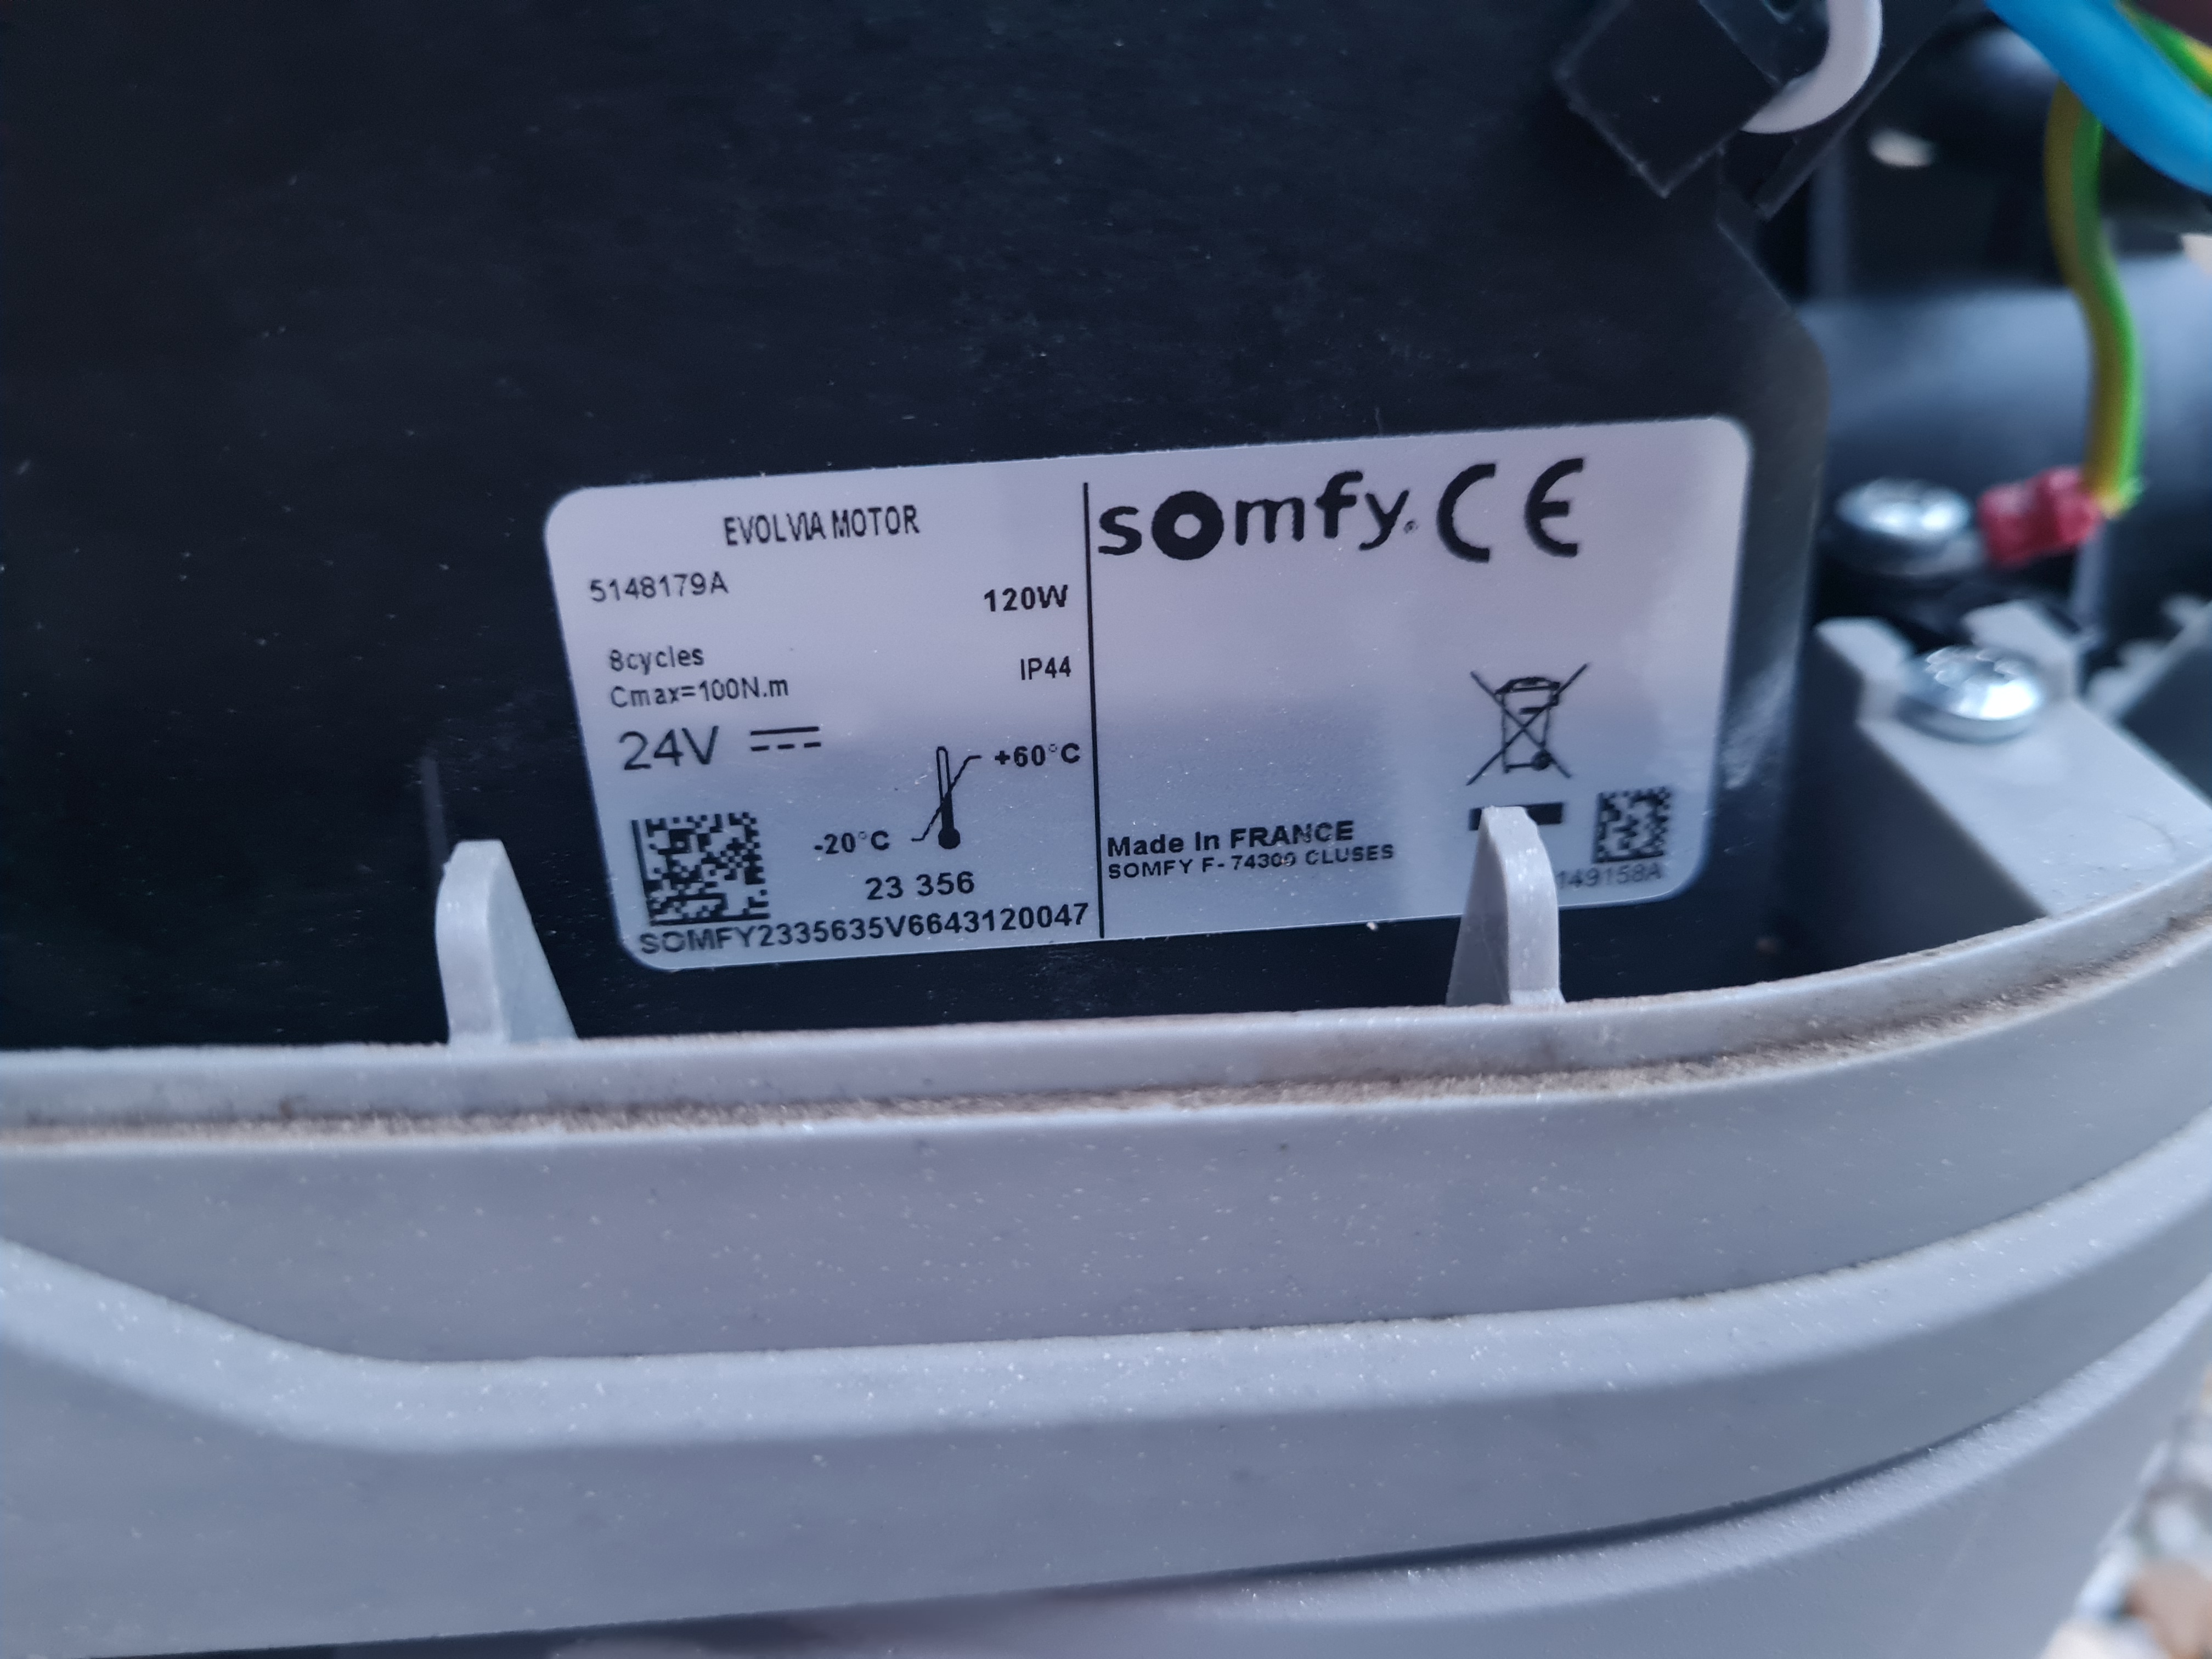 EVOLVIA MOTOR
5148179A
120W
8cycles
IP44
Cmax=100N.m
24V
+60°C
-20°C
23 356
SOMFY2335635V6643120047
somfy. CE
Made In FRANCE
SOMFY F- 74300 CLUSES